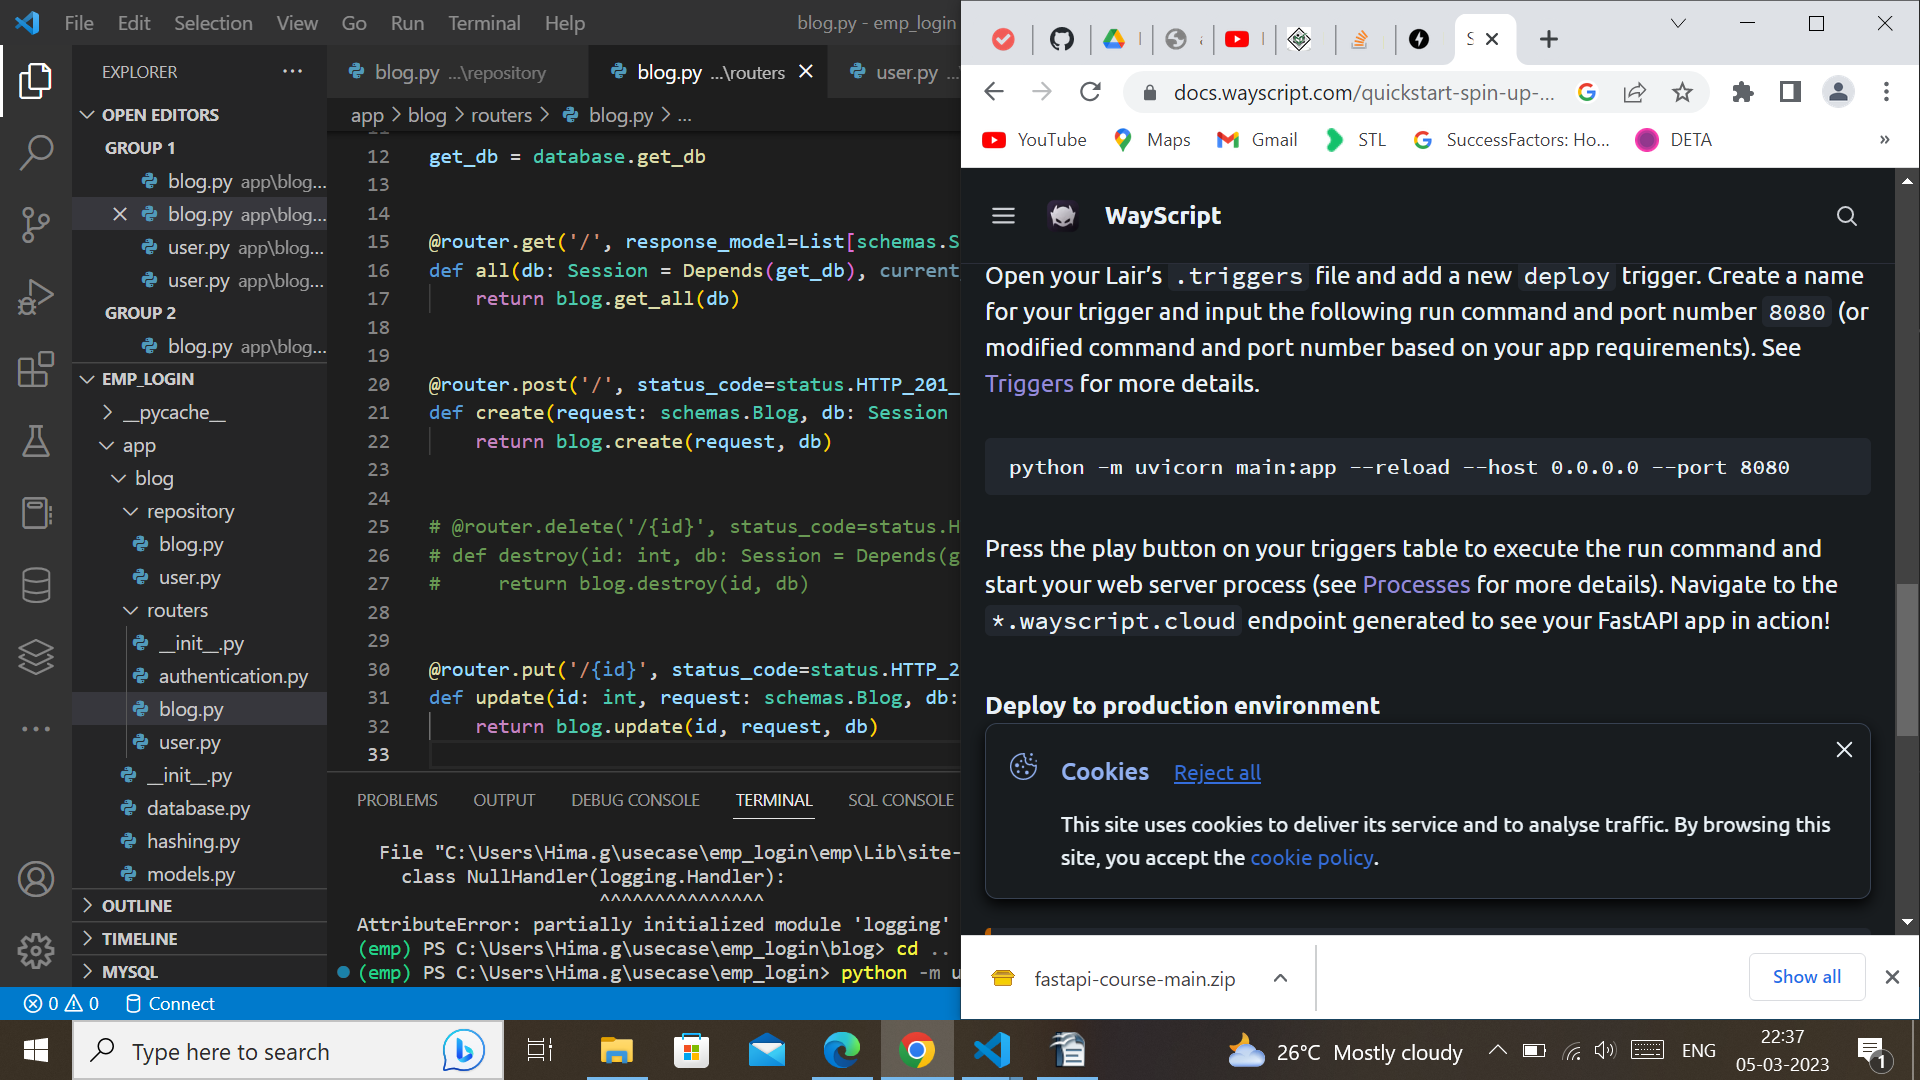 File Edit Selection View Go Run Terminal Help
blog.py - emp_login
EXPLORER
OPEN EDITORS
GROUP 1
blog.py app\blog...
blog.py app\blog...
user.py app\blog...
user.py app\blog...
GROUP 2
blog.py app\blog...
EMP_LOGIN
__pycache__
app
blog
repository
blog.py
user.py
routers
__init__.py
authentication.py
blog.py
user.py
__init__.py
database.py
hashing.py
models.py
OUTLINE
TIMELINE
MYSQL
blog.py ...\repository
blog.py ...\routers
user.py ...
app > blog > routers > blog.py > ...
12 get_db = database.get_db
13
14
15 @router.get('/', response_model=List[schemas.S
16 def all(db: Session = Depends(get_db), current
17 return blog.get_all(db)
18
19
20 @router.post('/', status_code=status.HTTP_201_
21 def create(request: schemas.Blog, db: Session
22 return blog.create(request, db)
23
24
25 # @router.delete('/{id}', status_code=status.H
26 # def destroy(id: int, db: Session = Depends(g
27 # return blog.destroy(id, db)
28
29
30 @router.put('/{id}', status_code=status.HTTP_2
31 def update(id: int, request: schemas.Blog, db:
32 return blog.update(id, request, db)
33
PROBLEMS OUTPUT DEBUG CONSOLE TERMINAL SQL CONSOLE
File "C:\Users\Hima.g\usecase\emp_login\emp\Lib\site-
class NullHandler(logging.Handler):
^^^^^^^^^^^^^^^
AttributeError: partially initialized module 'logging'
(emp) PS C:\Users\Hima.g\usecase\emp_login\blog> cd ..
(emp) PS C:\Users\Hima.g\usecase\emp_login> python -m u
0 0 Connect
docs.wayscript.com/quickstart-spin-up-...
YouTube Maps Gmail STL SuccessFactors: Ho... DETA »
WayScript
Open your Lair's .triggers file and add a new deploy trigger. Create a name
for your trigger and input the following run command and port number 8080 (or
modified command and port number based on your app requirements). See
Triggers for more details.
python -m uvicorn main:app --reload --host 0.0.0.0 --port 8080
Press the play button on your triggers table to execute the run command and
start your web server process (see Processes for more details). Navigate to the
*.wayscript.cloud endpoint generated to see your FastAPI app in action!
Deploy to production environment
Cookies Reject all
This site uses cookies to deliver its service and to analyse traffic. By browsing this
site, you accept the cookie policy.
fastapi-course-main.zip
Show all
Type here to search
26°C Mostly cloudy
ENG
22:37
05-03-2023
1